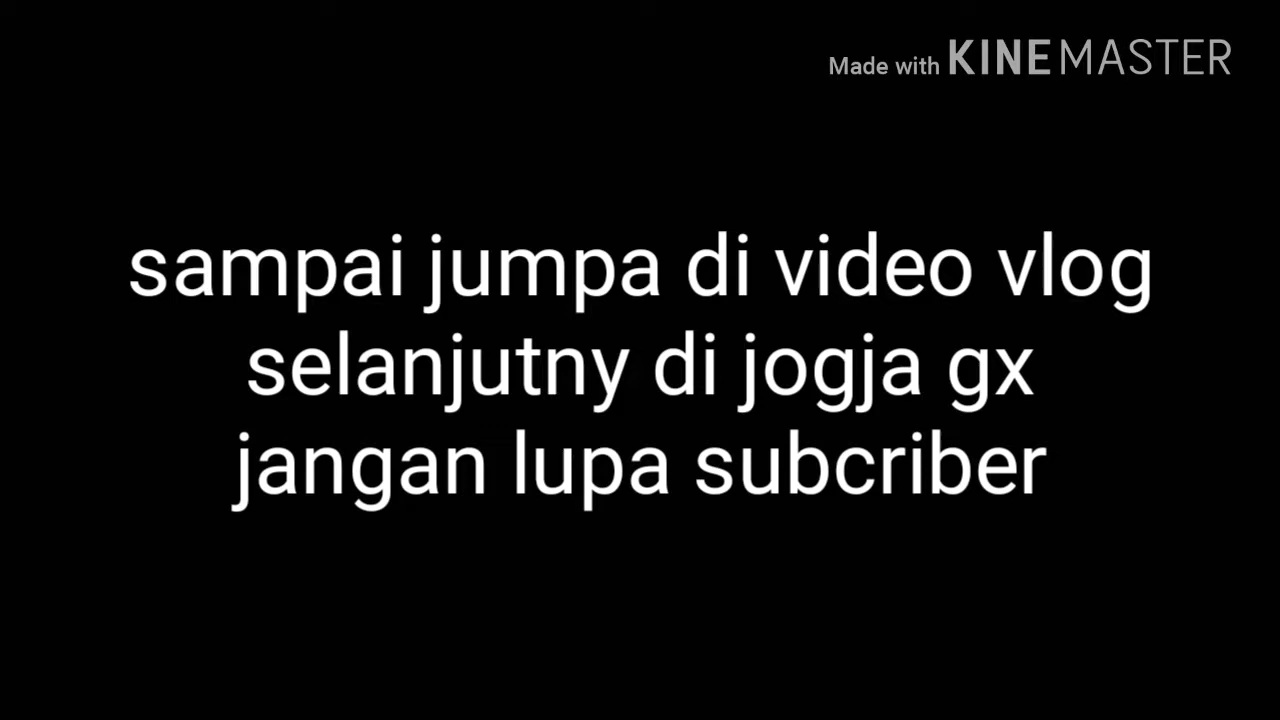 Made with KINEMASTER
sampai jumpa di video vlog
selanjutny di jogja gx
jangan lupa subcriber